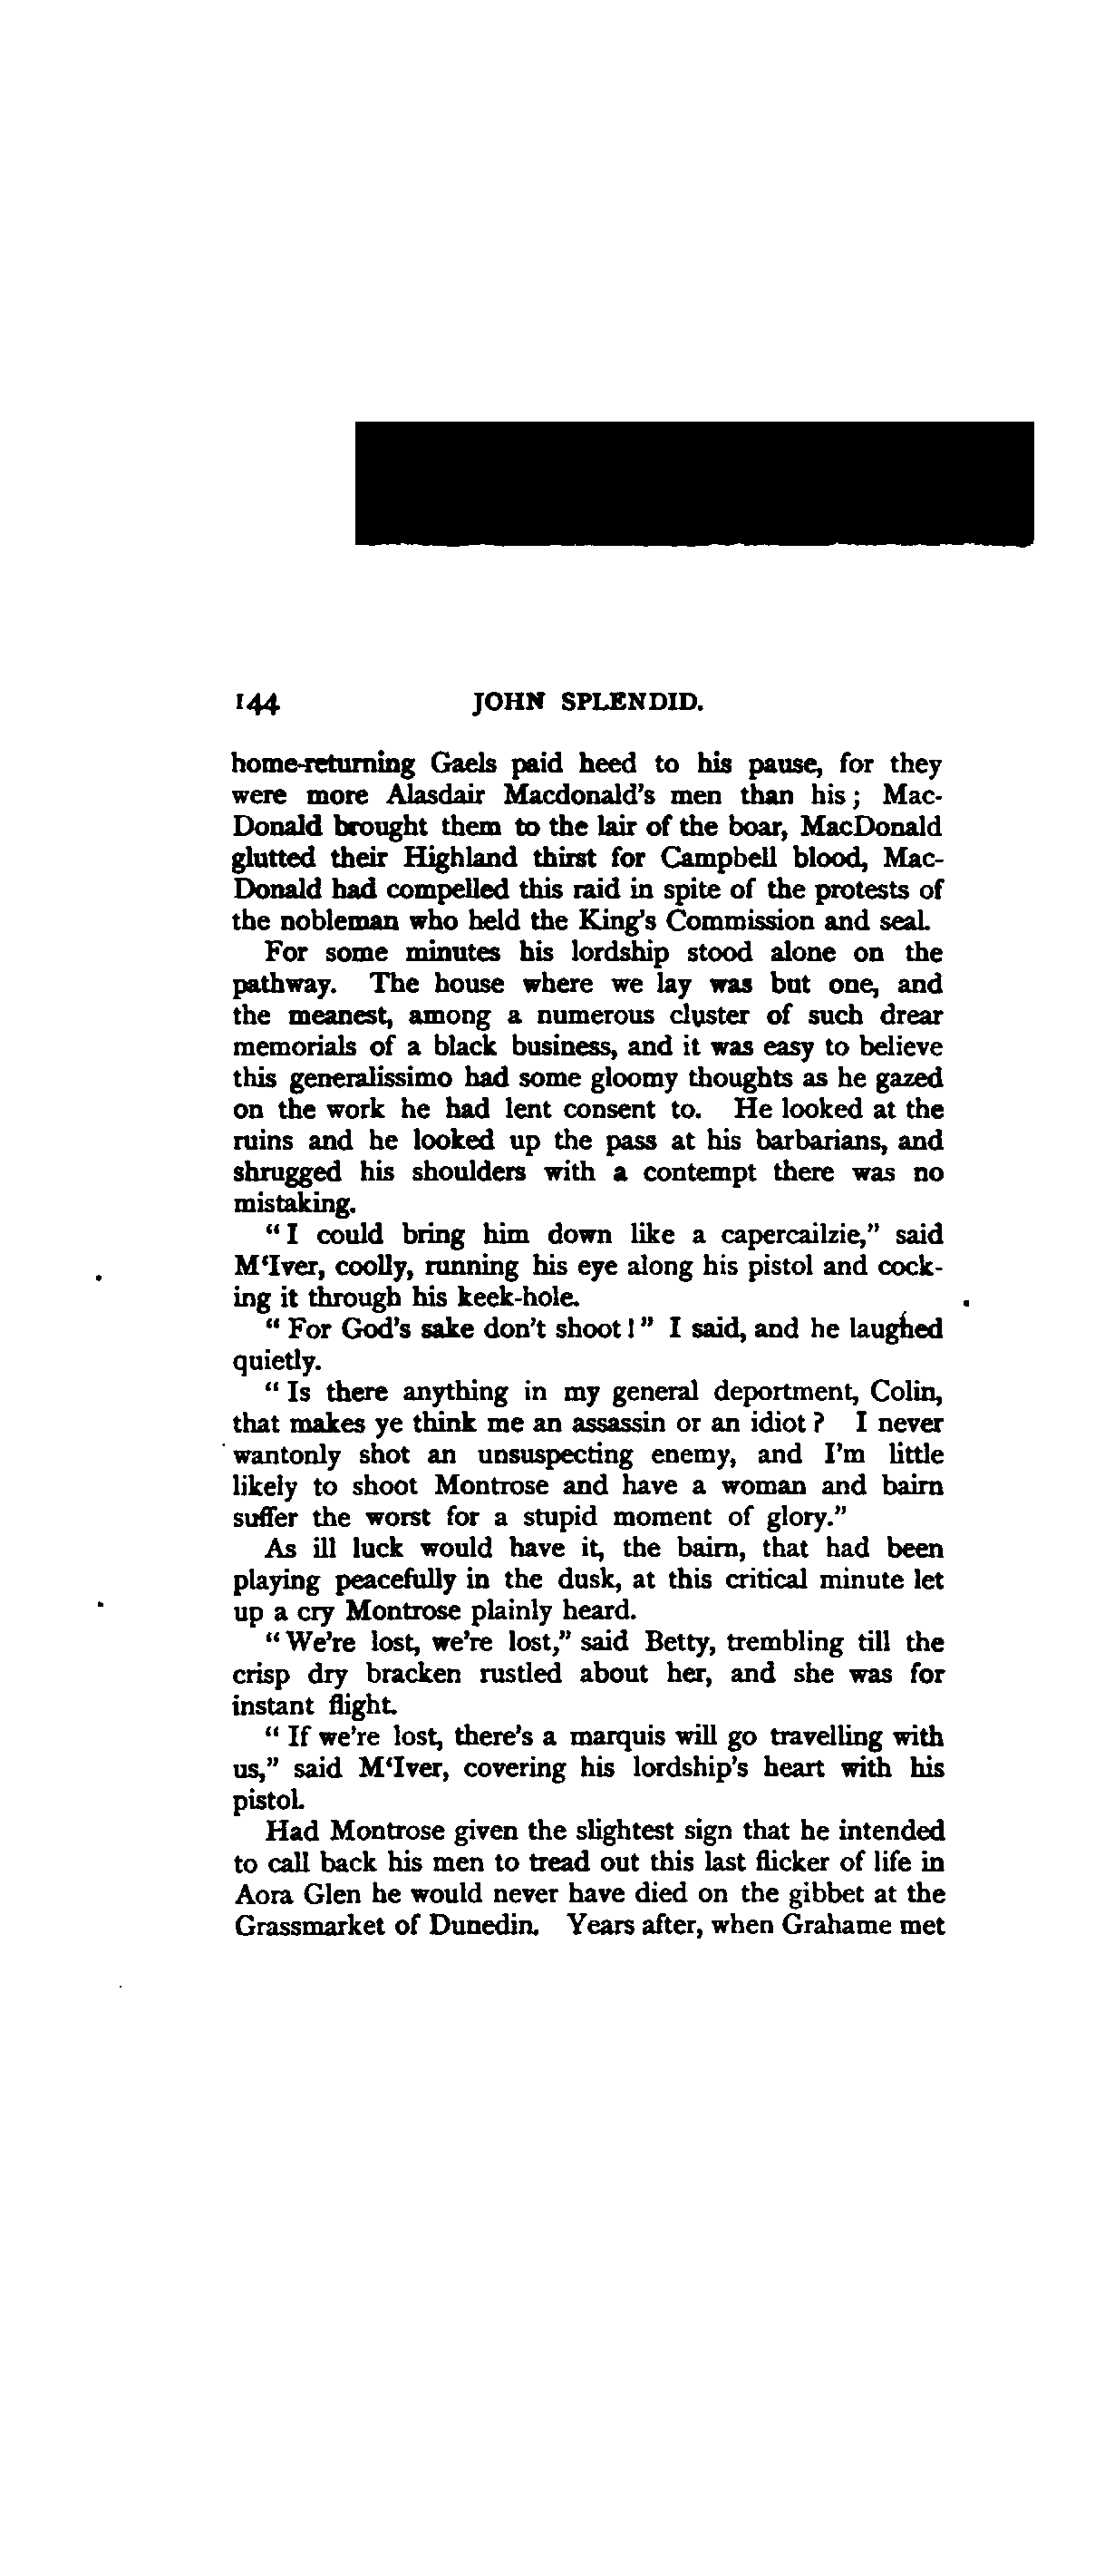 144 JOHN SPLENDID.
home-returning Gaels paid heed to his pause, for they
were more Alasdair Macdonald's men than his; Mac-
Donald brought them to the lair of the boar, MacDonald
glutted their Highland thirst for Campbell blood, Mac-
Donald had compelled this raid in spite of the protests of
the nobleman who held the King's Commission and seal.
For some minutes his lordship stood alone on the
pathway. The house where we lay was but one, and
the meanest, among a numerous cluster of such drear
memorials of a black business, and it was easy to believe
this generalissimo had some gloomy thoughts as he gazed
on the work he had lent consent to. He looked at the
ruins and he looked up the pass at his barbarians, and
shrugged his shoulders with a contempt there was no
mistaking.
"I could bring him down like a capercailzie," said
M'Iver, coolly, running his eye along his pistol and cock-
ing it through his keek-hole.
"For God's sake don't shoot!" I said, and he laughed
quietly.
"Is there anything in my general deportment, Colin,
that makes ye think me an assassin or an idiot? I never
wantonly shot an unsuspecting enemy, and I'm little
likely to shoot Montrose and have a woman and bairn
suffer the worst for a stupid moment of glory."
As ill luck would have it, the bairn, that had been
playing peacefully in the dusk, at this critical minute let
up a cry Montrose plainly heard.
"We're lost, we're lost," said Betty, trembling till the
crisp dry bracken rustled about her, and she was for
instant flight.
"If we're lost, there's a marquis will go travelling with
us," said M'Iver, covering his lordship's heart with his
pistol.
Had Montrose given the slightest sign that he intended
to call back his men to tread out this last flicker of life in
Aora Glen he would never have died on the gibbet at the
Grassmarket of Dunedin. Years after, when Grahame met